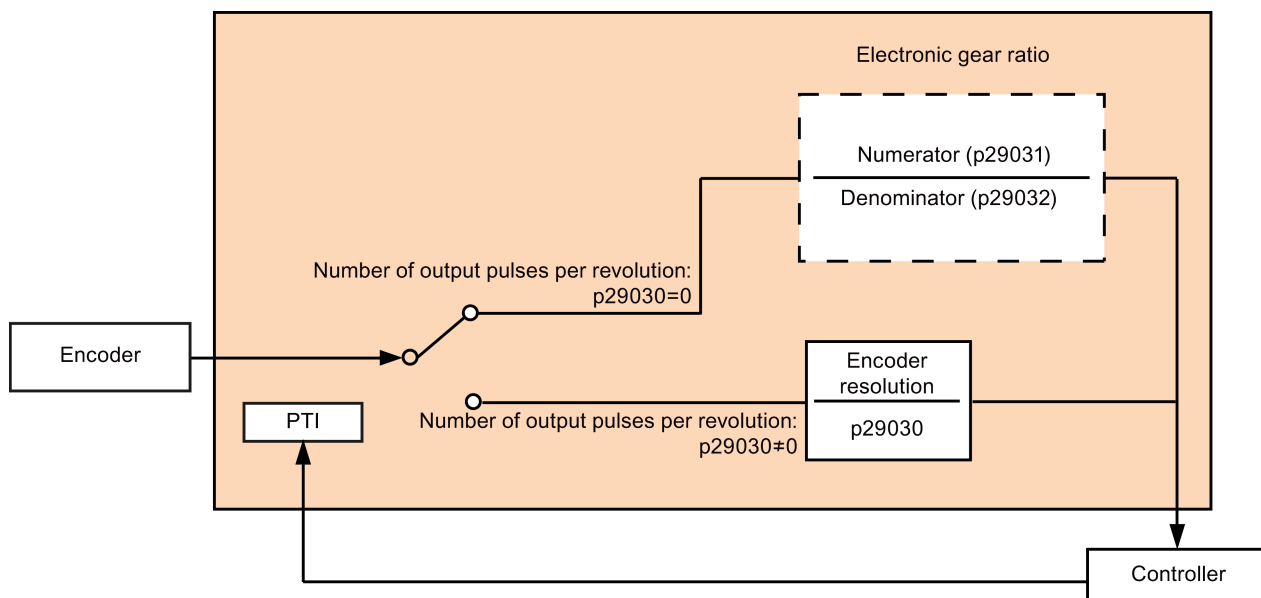 Electronic gear ratio
Numerator (p29031)
Denominator (p29032)
Number of output pulses per revolution:
p29030=0
Encoder
Encoder
resolution
p29030
PTI
Number of output pulses per revolution:
p29030≠0
Controller